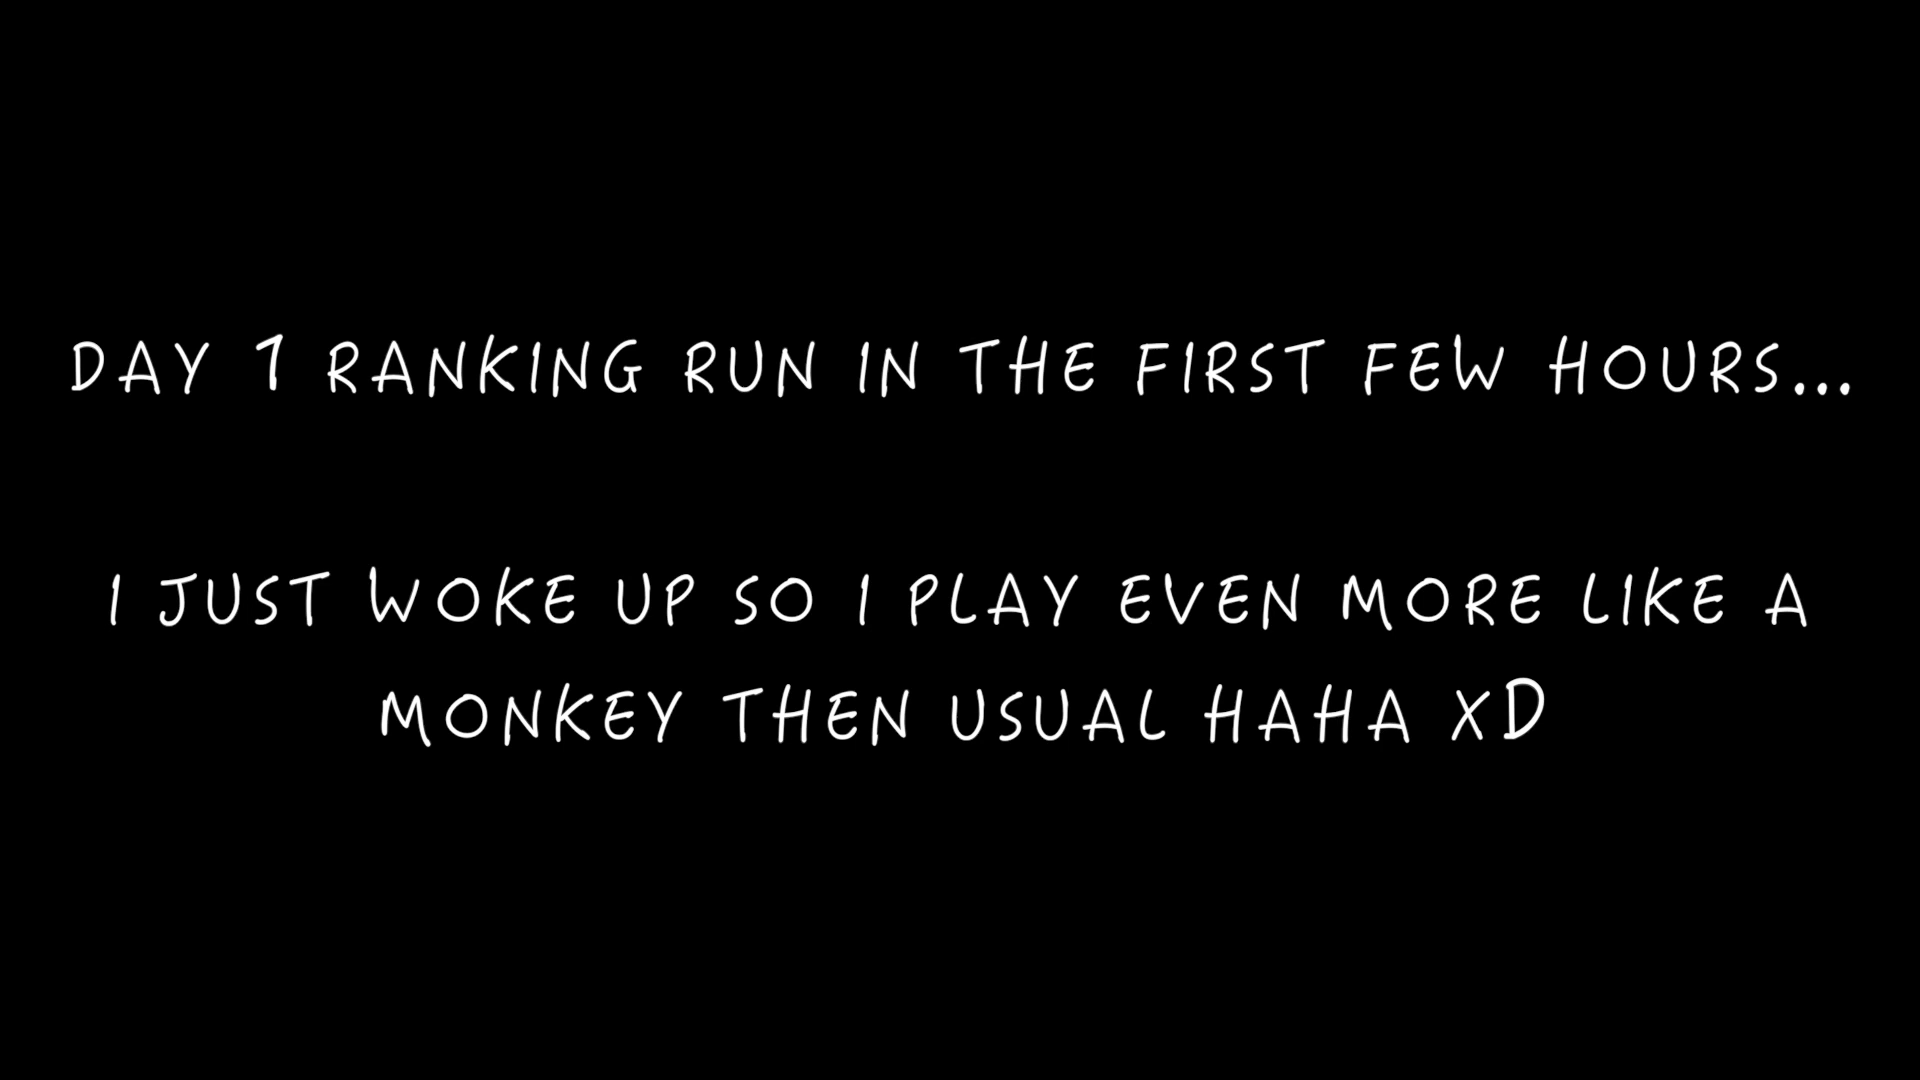 DAY 1 RANKING RUN IN THE FIRST FEW HOURS...
I JUST WOKE UP SO I PLAY EVEN MORE LIKE A
MONKEY THEN USUAL HAHA XD